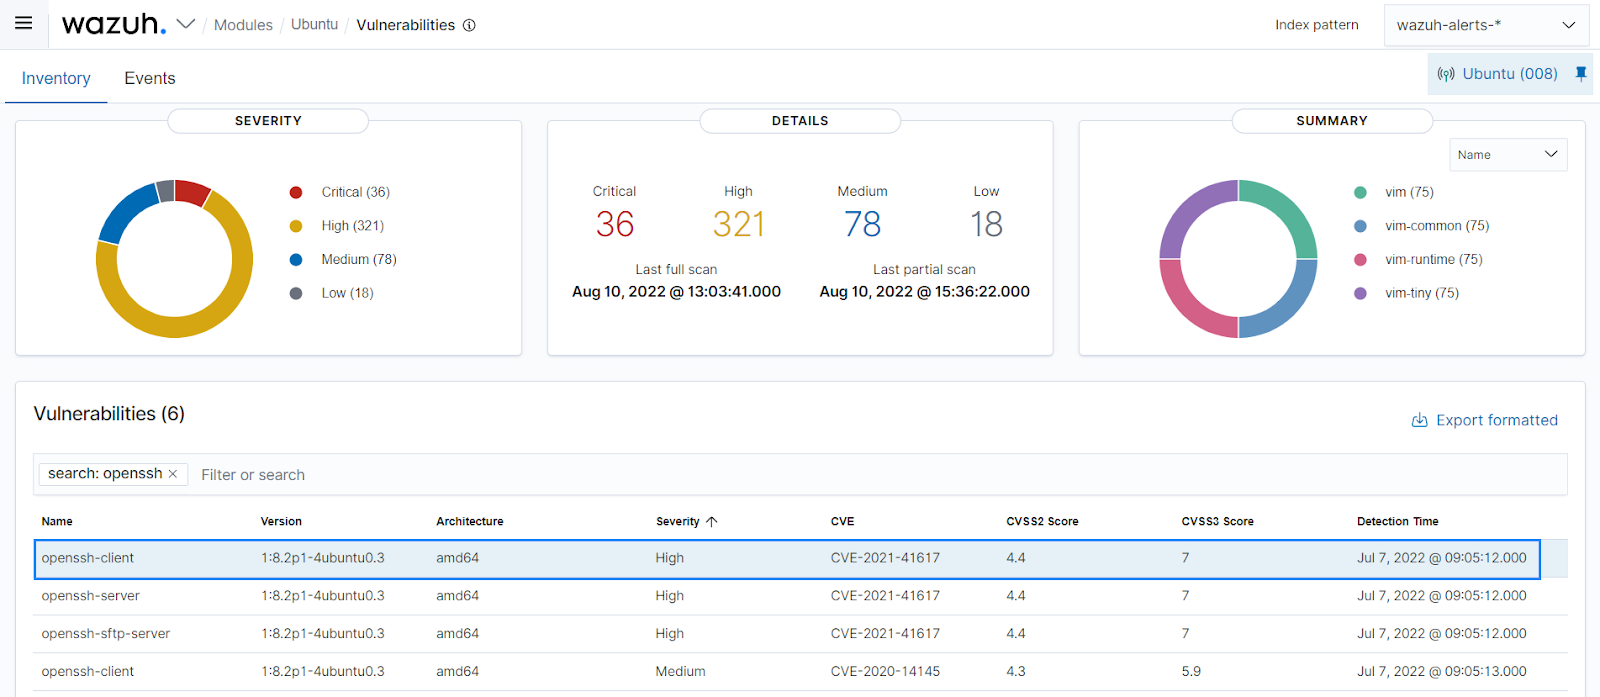 wazuh. / Modules / Ubuntu / Vulnerabilities
Index pattern wazuh-alerts-*
Inventory Events
Ubuntu (008)
SEVERITY
Critical (36)
High (321)
Medium (78)
Low (18)
DETAILS
Critical High Medium Low
36 321 78 18
Last full scan Last partial scan
Aug 10, 2022 @ 13:03:41.000 Aug 10, 2022 @ 15:36:22.000
SUMMARY
Name
vim (75)
vim-common (75)
vim-runtime (75)
vim-tiny (75)
Vulnerabilities (6)
Export formatted
search: openssh × Filter or search
Name Version Architecture Severity ↑ CVE CVSS2 Score CVSS3 Score Detection Time
openssh-client 1:8.2p1-4ubuntu0.3 amd64 High CVE-2021-41617 4.4 7 Jul 7, 2022 @ 09:05:12.000
openssh-server 1:8.2p1-4ubuntu0.3 amd64 High CVE-2021-41617 4.4 7 Jul 7, 2022 @ 09:05:12.000
openssh-sftp-server 1:8.2p1-4ubuntu0.3 amd64 High CVE-2021-41617 4.4 7 Jul 7, 2022 @ 09:05:12.000
openssh-client 1:8.2p1-4ubuntu0.3 amd64 Medium CVE-2020-14145 4.3 5.9 Jul 7, 2022 @ 09:05:13.000